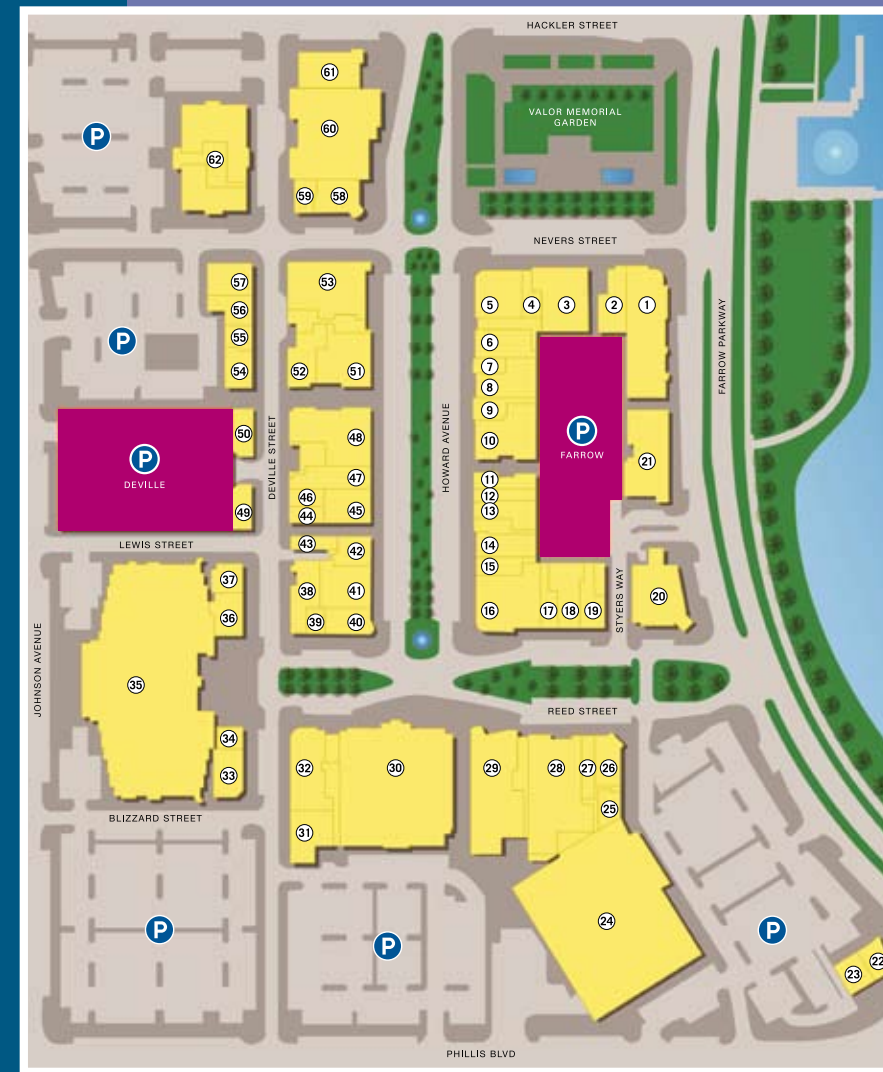 HACKLER STREET
61
VALOR MEMORIAL
GARDEN
60
P
62
59
58
NEVERS STREET
57
53
5
4
3
2
1
56
FARROW PARKWAY
55
P
6
54
52
51
7
8
HOWARD AVENUE
9
DEVILLE STREET
50
48
10
P
FARROW
P
DEVILLE
21
47
11
46
12
49
44
45
13
LEWIS STREET
43
42
14
15
37
38
41
STYERS WAY
20
36
39
40
16
17
18
19
JOHNSON AVENUE
35
REED STREET
34
33
32
30
29
28
27
26
25
BLIZZARD STREET
31
24
P
P
P
23
22
PHILLIS BLVD